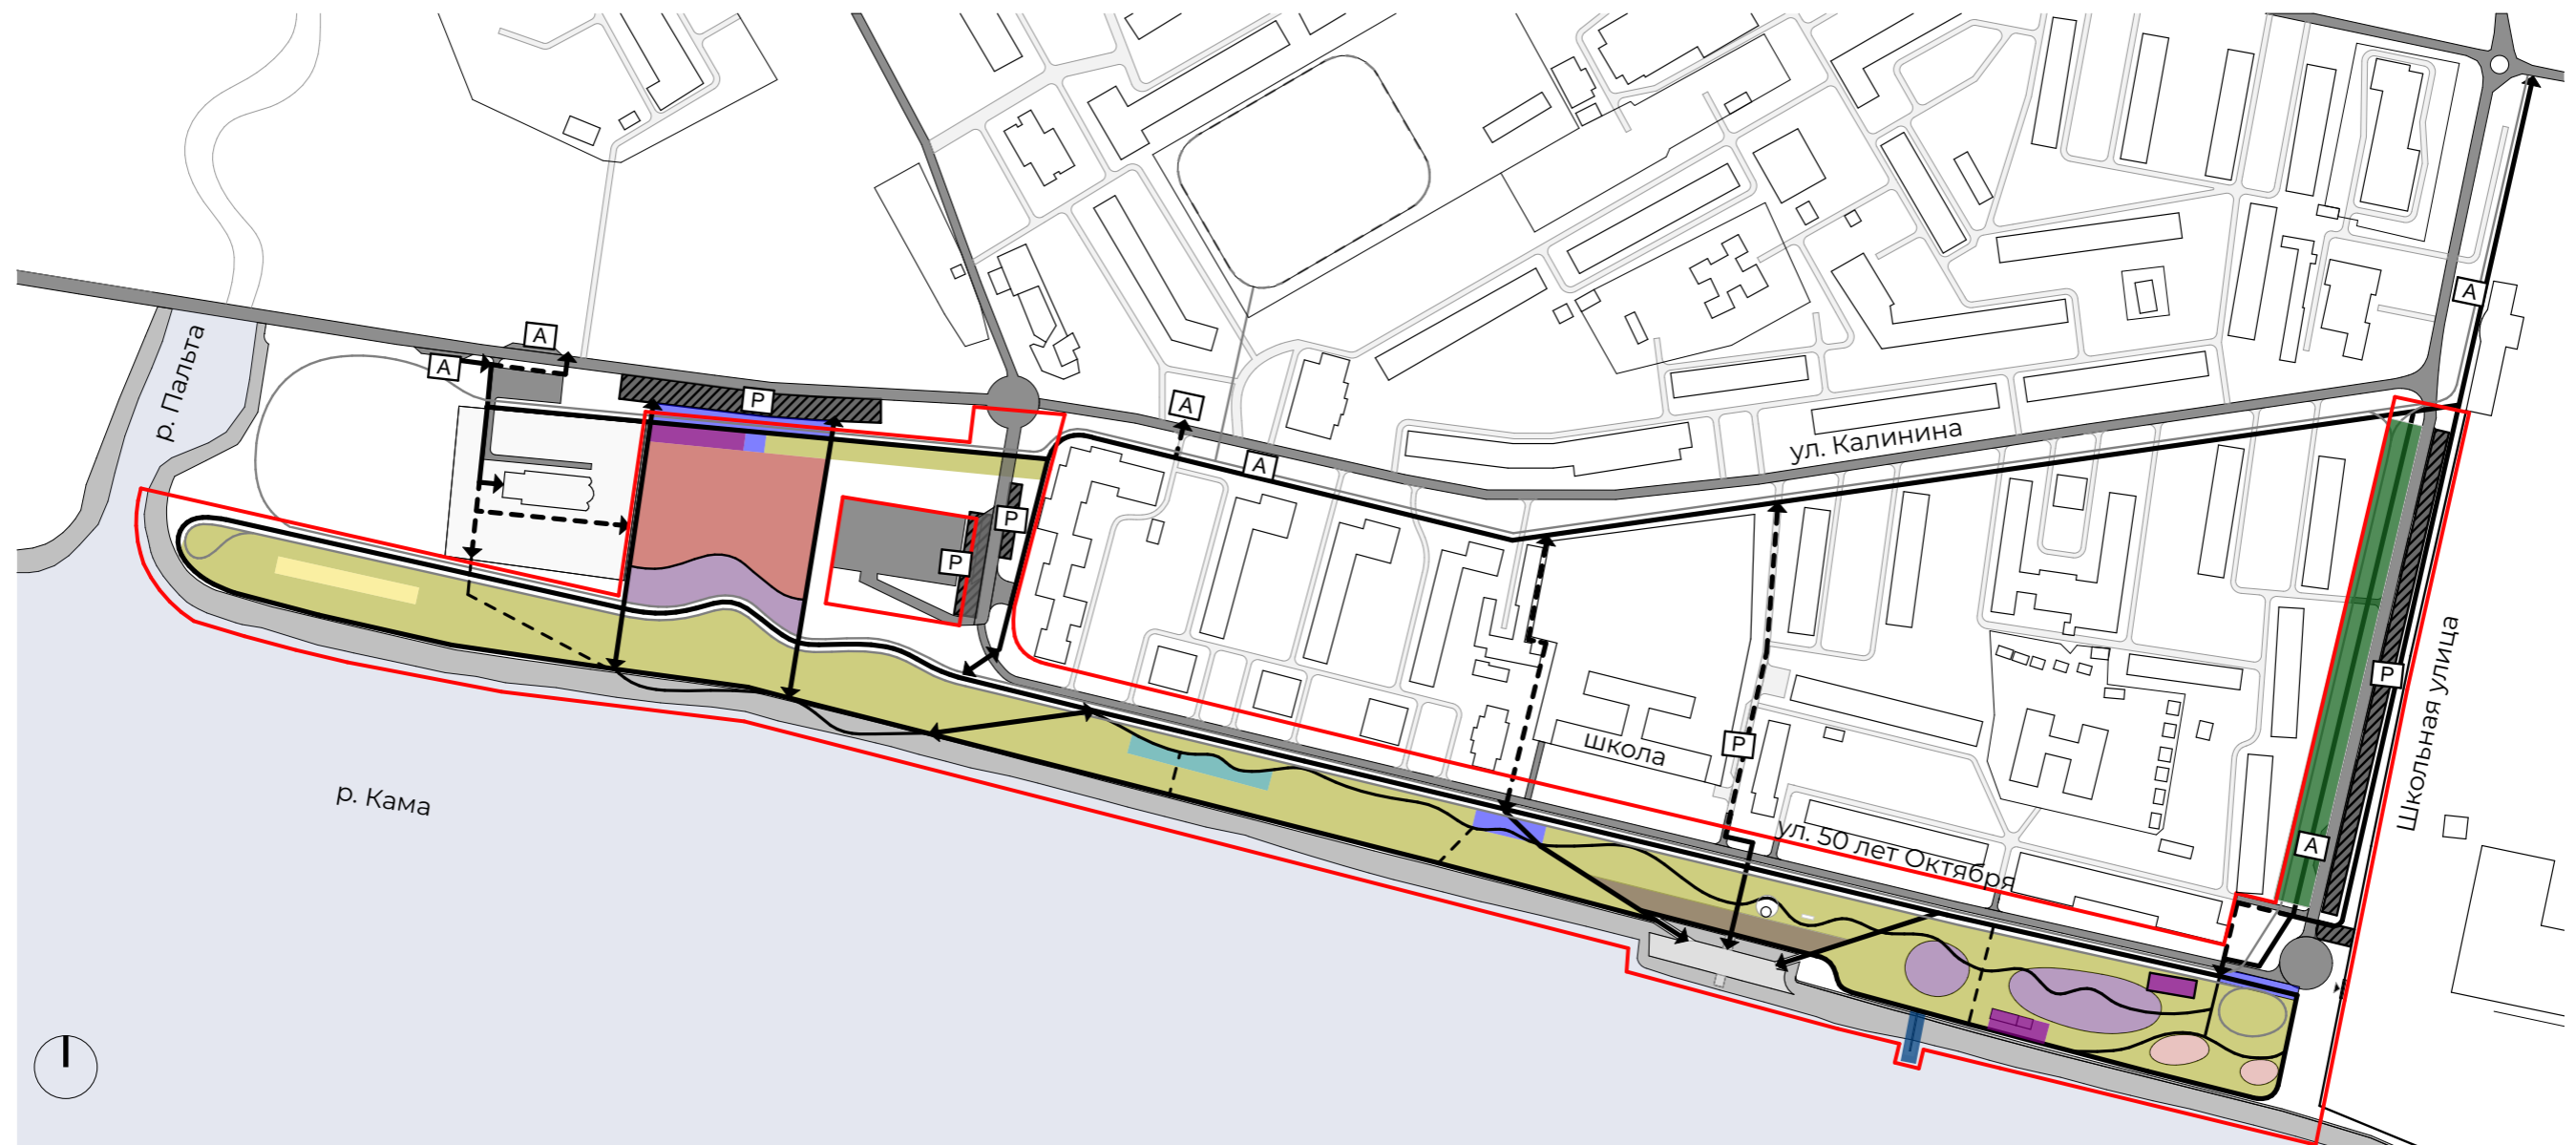 А
А
А
р. Пальта
А
Р
А
А
ул. Калинина
Р
Р
Р
школа
Р
ул. 50 лет Октября
Школьная улица
А
р. Кама